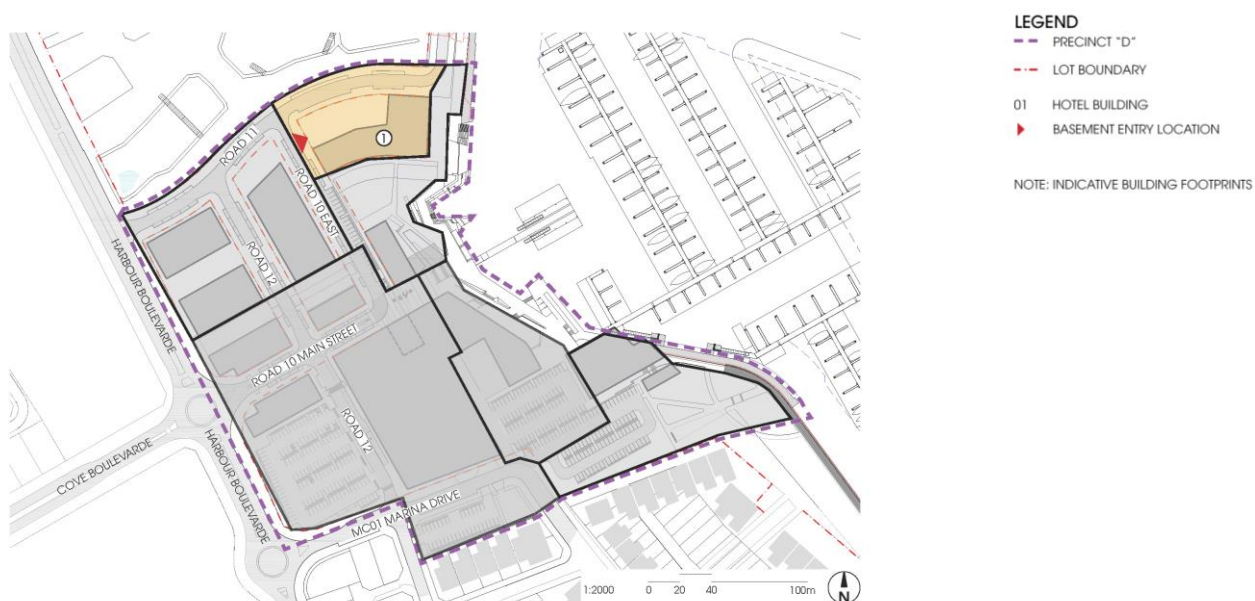 LEGEND
PRECINCT "D"
LOT BOUNDARY
01 HOTEL BUILDING
BASEMENT ENTRY LOCATION
NOTE: INDICATIVE BUILDING FOOTPRINTS
1
ROAD 11
ROAD 10 EAST
ROAD 12
HARBOUR BOULEVARDE
ROAD 10 MAIN STREET
ROAD 12
COVE BOULEVARDE
HARBOUR BOULEVARDE
MC01 MARINA DRIVE
1:2000 0 20 40 100m
N